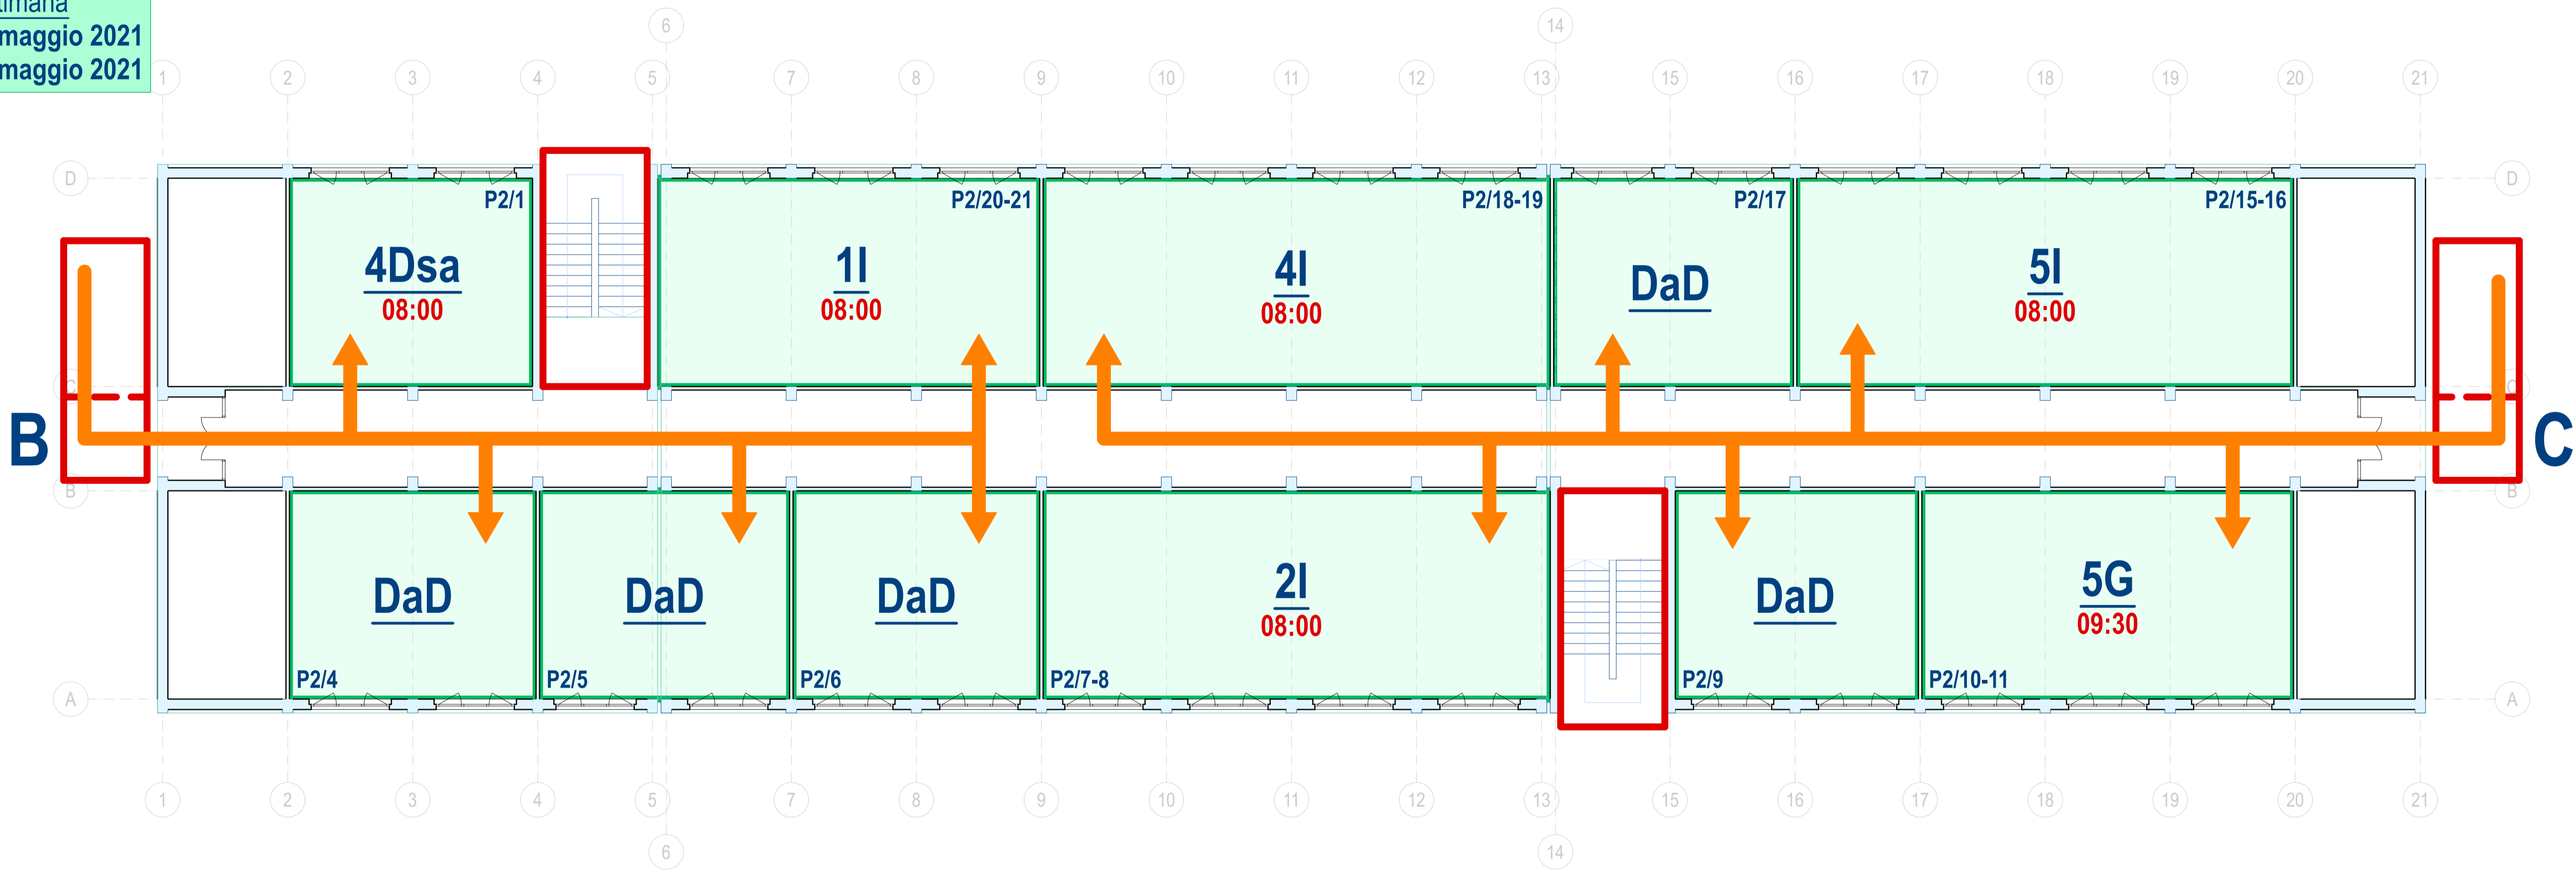 maggio 2021
maggio 2021
6 14
1 2 3 4 5 7 8 9 10 11 12 13 15 16 17 18 19 20 21
D D
P2/1 P2/20-21 P2/18-19 P2/17 P2/15-16
4Dsa 1I 4I DaD 5I
08:00 08:00 08:00 08:00
C C
B C
B B
DaD DaD DaD 2I DaD 5G
08:00 09:30
P2/4 P2/5 P2/6 P2/7-8 P2/9 P2/10-11
A A
1 2 3 4 5 7 8 9 10 11 12 13 15 16 17 18 19 20 21
6 14